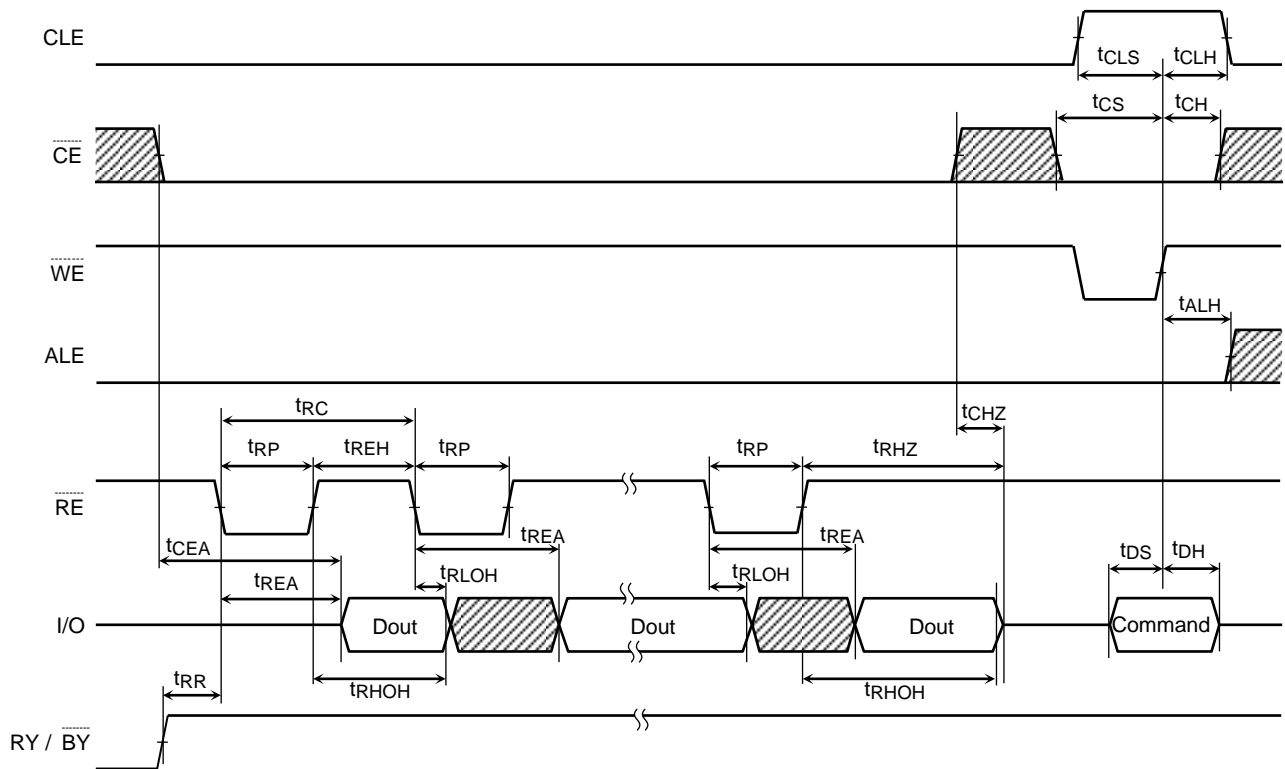 CLE
tCLS tCLH
tCS tCH
CE
WE
tALH
ALE
tRC
tCHZ
tRP tREH tRP tRP tRHZ
RE
tCEA tREA tREA tDS tDH
tREA tRLOH tRLOH
I/O Dout Dout Dout Command
tRR tRHOH tRHOH
RY / BY